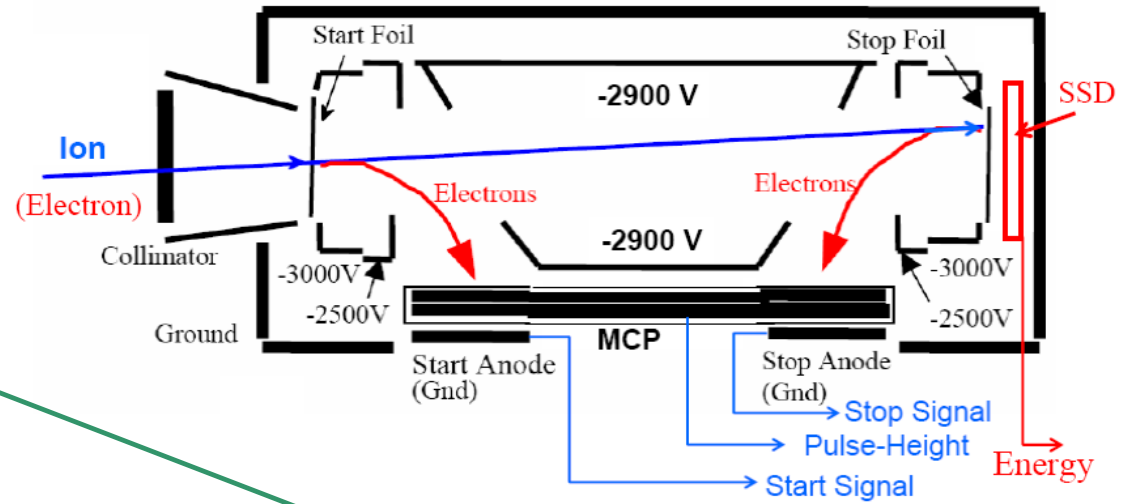 Start Foil
Stop Foil
-2900 V
SSD
Ion
(Electron)
Electrons
Electrons
Collimator
-2900 V
-3000V
-3000V
-2500V
-2500V
Ground
MCP
Start Anode
(Gnd)
Stop Anode
(Gnd)
Stop Signal
Pulse-Height
Energy
Start Signal